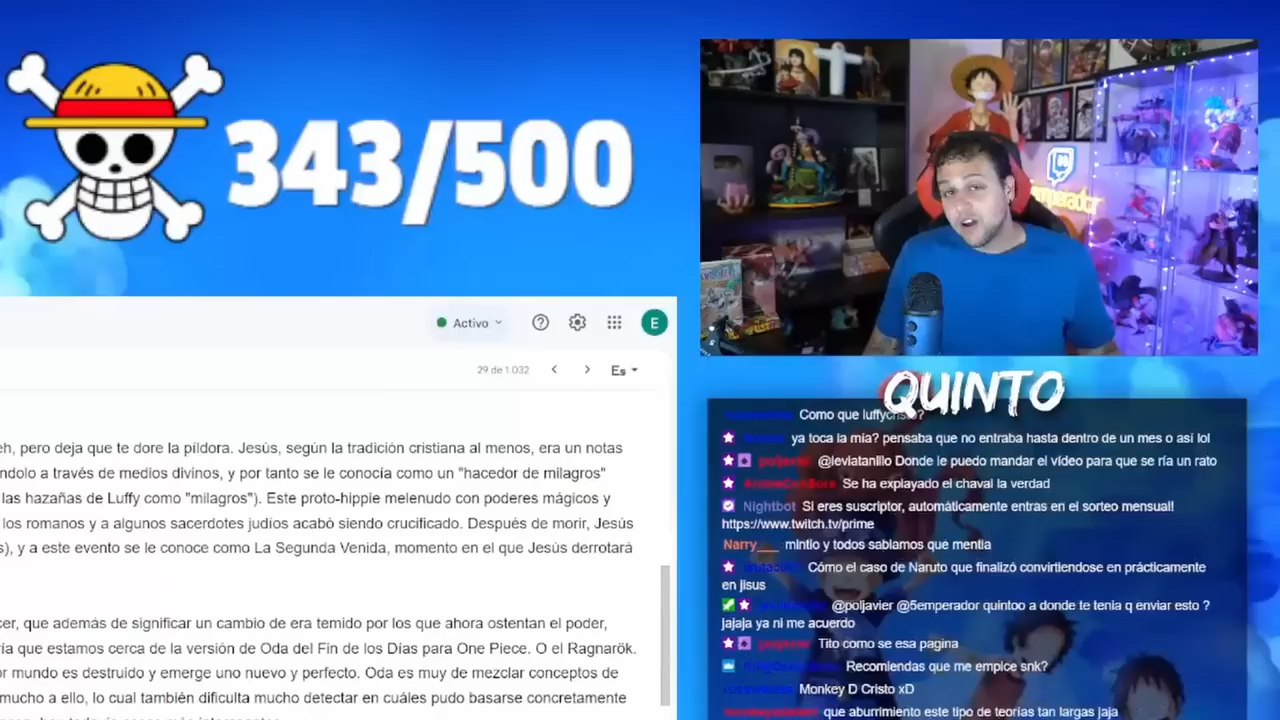 343/500
Activo
E
29 de 1.032
Es
eh, pero deja que te dore la píldora. Jesús, según la tradición cristiana al menos, era un notas
ndolo a través de medios divinos, y por tanto se le conocía como un "hacedor de milagros"
las hazañas de Luffy como "milagros"). Este proto-hippie melenudo con poderes mágicos y
los romanos y a algunos sacerdotes judíos acabó siendo crucificado. Después de morir, Jesús
s), y a este evento se le conoce como La Segunda Venida, momento en el que Jesús derrotará
cer, que además de significar un cambio de era temido por los que ahora ostentan el poder,
ría que estamos cerca de la versión de Oda del Fin de los Días para One Piece. O el Ragnarök.
r mundo es destruido y emerge uno nuevo y perfecto. Oda es muy de mezclar conceptos de
mucho a ello, lo cual también dificulta mucho detectar en cuáles pudo basarse concretamente
QUINTO
Como que
ya toca la mía? pensaba que no entraba hasta dentro de un mes o así lol
poljavier @leviatanillo Donde le puedo mandar el vídeo para que se ría un rato
Se ha explayado el chaval la verdad
Nightbot Si eres suscriptor, automáticamente entras en el sorteo mensual!
https://www.twitch.tv/prime
Narry___ mintio y todos sabiamos que mentia
Cómo el caso de Naruto que finalizó convirtiendose en prácticamente
en jisus
@poljavier @5emperador quintoo a donde te tenia q enviar esto ?
jajaja ya ni me acuerdo
poljavier Tito como se esa pagina
Recomiendas que me empice snk?
Monkey D Cristo xD
que aburrimiento este tipo de teorías tan largas jaja